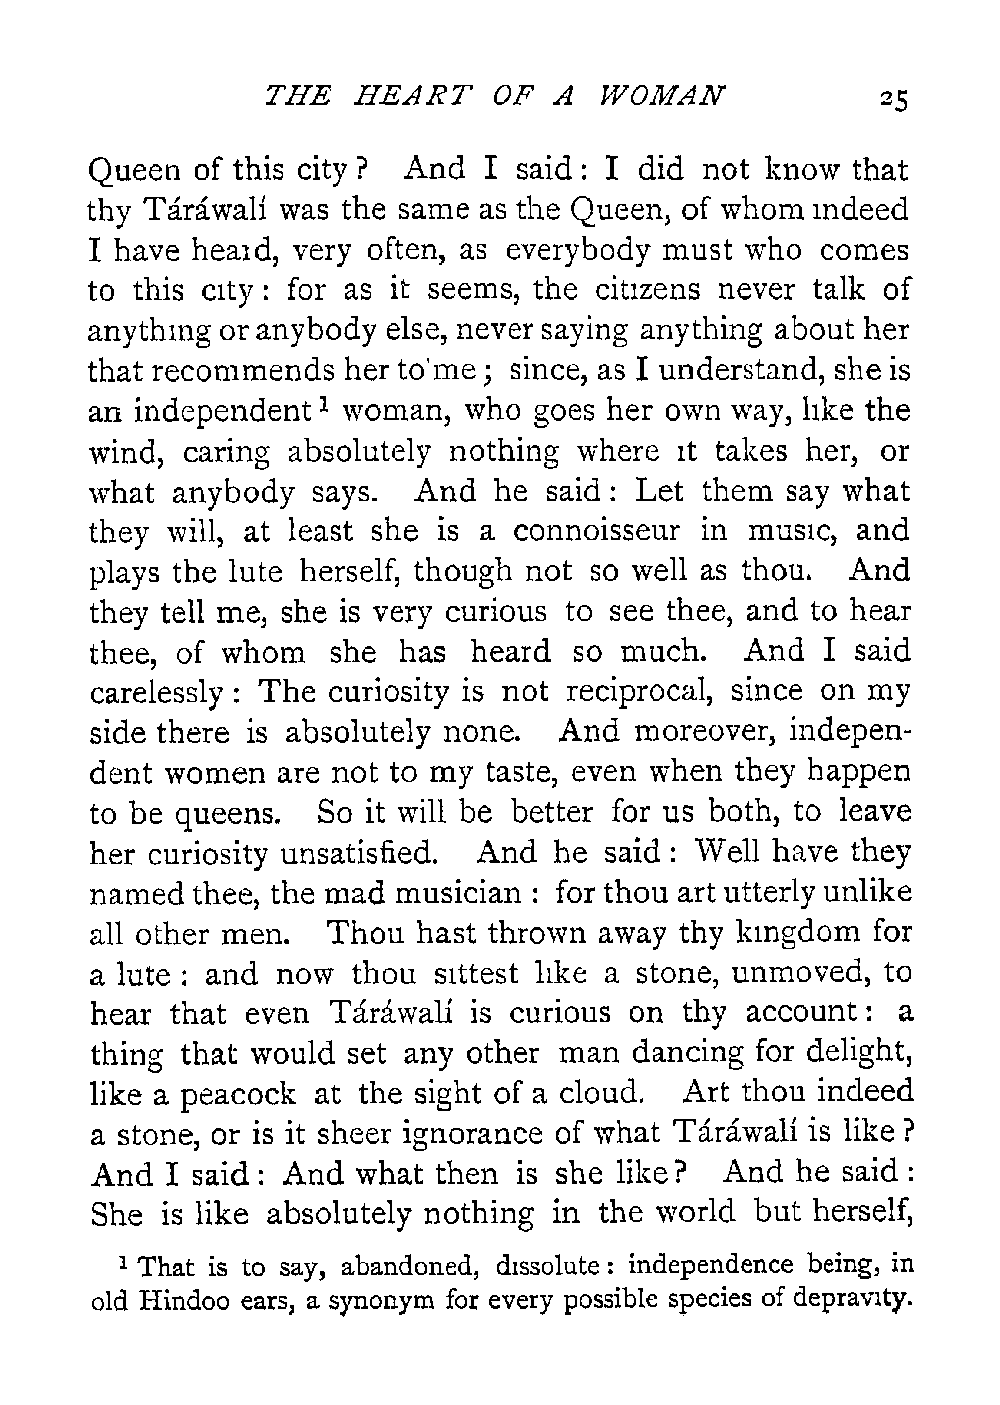 THE HEART OF A WOMAN 25
Queen of this city? And I said: I did not know that
thy Táráwalí was the same as the Queen, of whom indeed
I have heard, very often, as everybody must who comes
to this city: for as it seems, the citizens never talk of
anything or anybody else, never saying anything about her
that recommends her to me; since, as I understand, she is
an independent¹ woman, who goes her own way, like the
wind, caring absolutely nothing where it takes her, or
what anybody says. And he said: Let them say what
they will, at least she is a connoisseur in music, and
plays the lute herself, though not so well as thou. And
they tell me, she is very curious to see thee, and to hear
thee, of whom she has heard so much. And I said
carelessly: The curiosity is not reciprocal, since on my
side there is absolutely none. And moreover, indepen-
dent women are not to my taste, even when they happen
to be queens. So it will be better for us both, to leave
her curiosity unsatisfied. And he said: Well have they
named thee, the mad musician: for thou art utterly unlike
all other men. Thou hast thrown away thy kingdom for
a lute: and now thou sittest like a stone, unmoved, to
hear that even Táráwalí is curious on thy account: a
thing that would set any other man dancing for delight,
like a peacock at the sight of a cloud. Art thou indeed
a stone, or is it sheer ignorance of what Táráwalí is like?
And I said: And what then is she like? And he said:
She is like absolutely nothing in the world but herself,
¹ That is to say, abandoned, dissolute: independence being, in
old Hindoo ears, a synonym for every possible species of depravity.